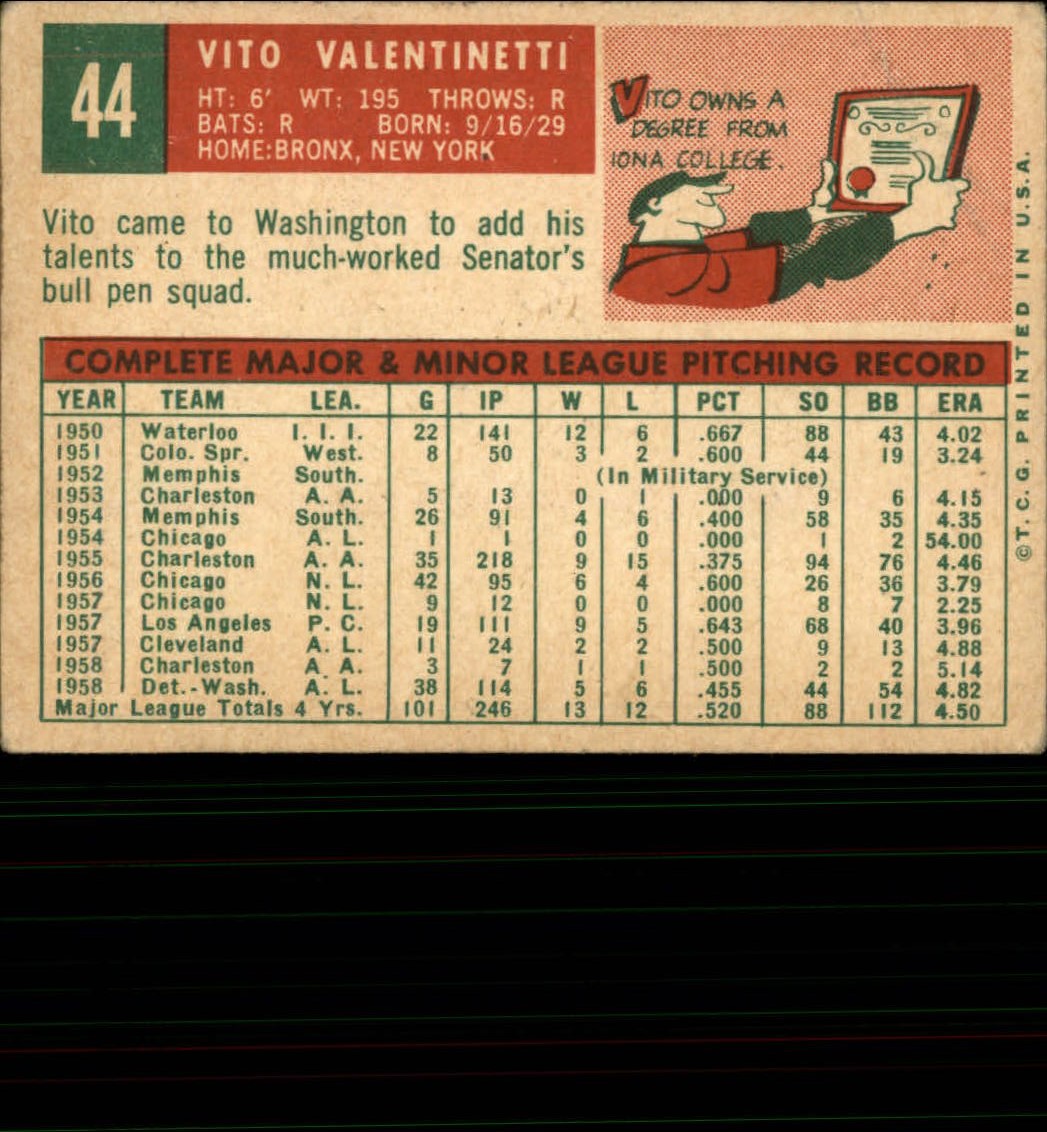 44
VITO VALENTINETTI
HT: 6' WT: 195 THROWS: R
BATS: R BORN: 9/16/29
HOME: BRONX, NEW YORK
VITO OWNS A
DEGREE FROM
IONA COLLEGE.
Vito came to Washington to add his
talents to the much-worked Senator's
bull pen squad.
COMPLETE MAJOR & MINOR LEAGUE PITCHING RECORD
YEAR TEAM LEA. G IP W L PCT SO BB ERA
1950 Waterloo I. I. I. 22 141 12 6 .667 88 43 4.02
1951 Colo. Spr. West. 8 50 3 2 .600 44 19 3.24
1952 Memphis South. (In Military Service)
1953 Charleston A. A. 5 13 0 1 .000 9 6 4.15
1954 Memphis South. 26 91 4 6 .400 58 35 4.35
1954 Chicago A. L. 1 1 0 0 .000 1 2 54.00
1955 Charleston A. A. 35 218 9 15 .375 94 76 4.46
1956 Chicago N. L. 42 95 6 4 .600 26 36 3.79
1957 Chicago N. L. 9 12 0 0 .000 8 7 2.25
1957 Los Angeles P. C. 19 111 9 5 .643 68 40 3.96
1957 Cleveland A. L. 11 24 2 2 .500 9 13 4.88
1958 Charleston A. A. 3 7 1 1 .500 2 2 5.14
1958 Det.-Wash. A. L. 38 114 5 6 .455 44 54 4.82
Major League Totals 4 Yrs. 101 246 13 12 .520 88 112 4.50
©T.C.G. PRINTED IN U.S.A.